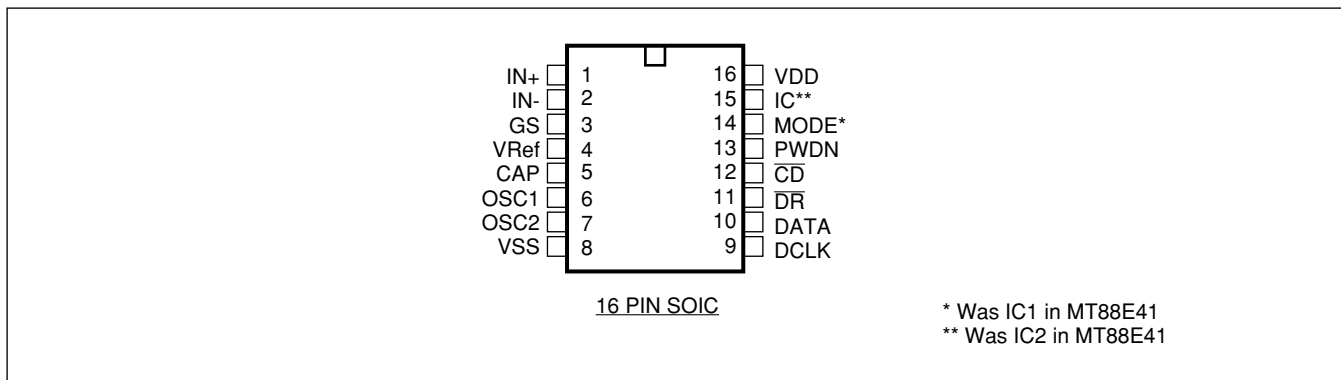 IN+ 1 16 VDD
IN- 2 15 IC**
GS 3 14 MODE*
VRef 4 13 PWDN
CAP 5 12 C̅D̅
OSC1 6 11 D̅R̅
OSC2 7 10 DATA
VSS 8 9 DCLK
16 PIN SOIC
* Was IC1 in MT88E41
** Was IC2 in MT88E41